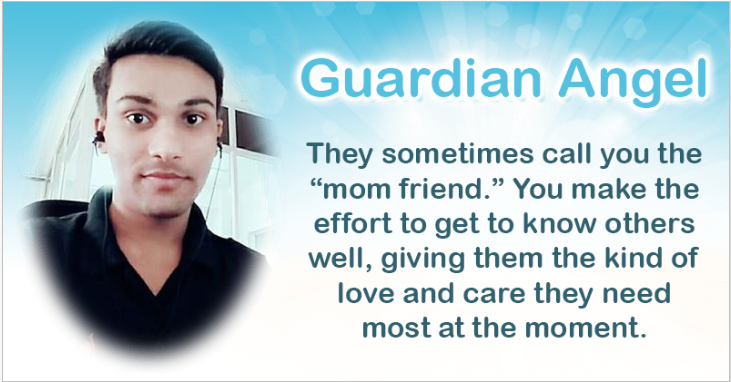 Guardian Angel
They sometimes call you the
“mom friend.” You make the
effort to get to know others
well, giving them the kind of
love and care they need
most at the moment.